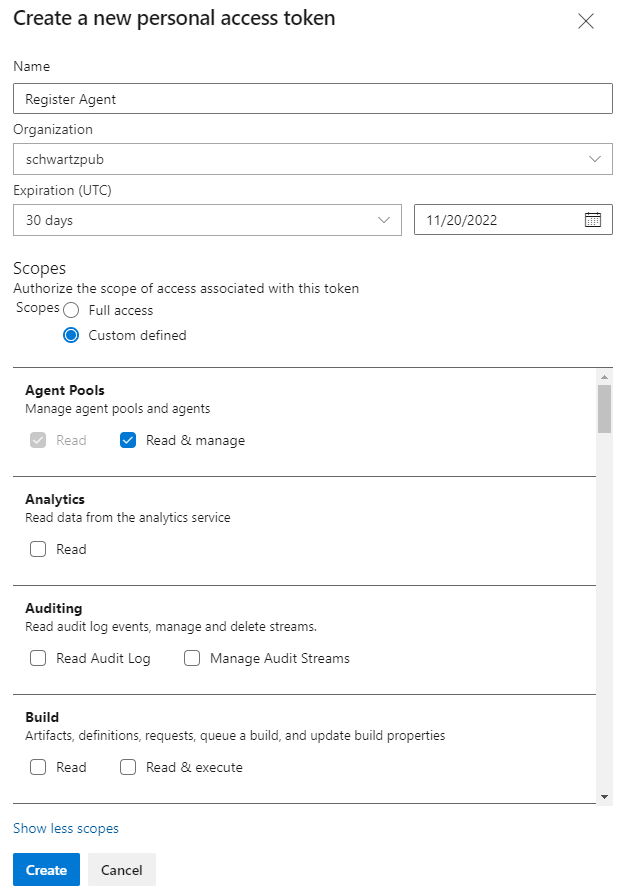 Create a new personal access token
Name
Register Agent
Organization
schwartzpub
Expiration (UTC)
30 days 11/20/2022
Scopes
Authorize the scope of access associated with this token
Scopes Full access
Custom defined
Agent Pools
Manage agent pools and agents
Read Read & manage
Analytics
Read data from the analytics service
Read
Auditing
Read audit log events, manage and delete streams.
Read Audit Log Manage Audit Streams
Build
Artifacts, definitions, requests, queue a build, and update build properties
Read Read & execute
Show less scopes
Create Cancel